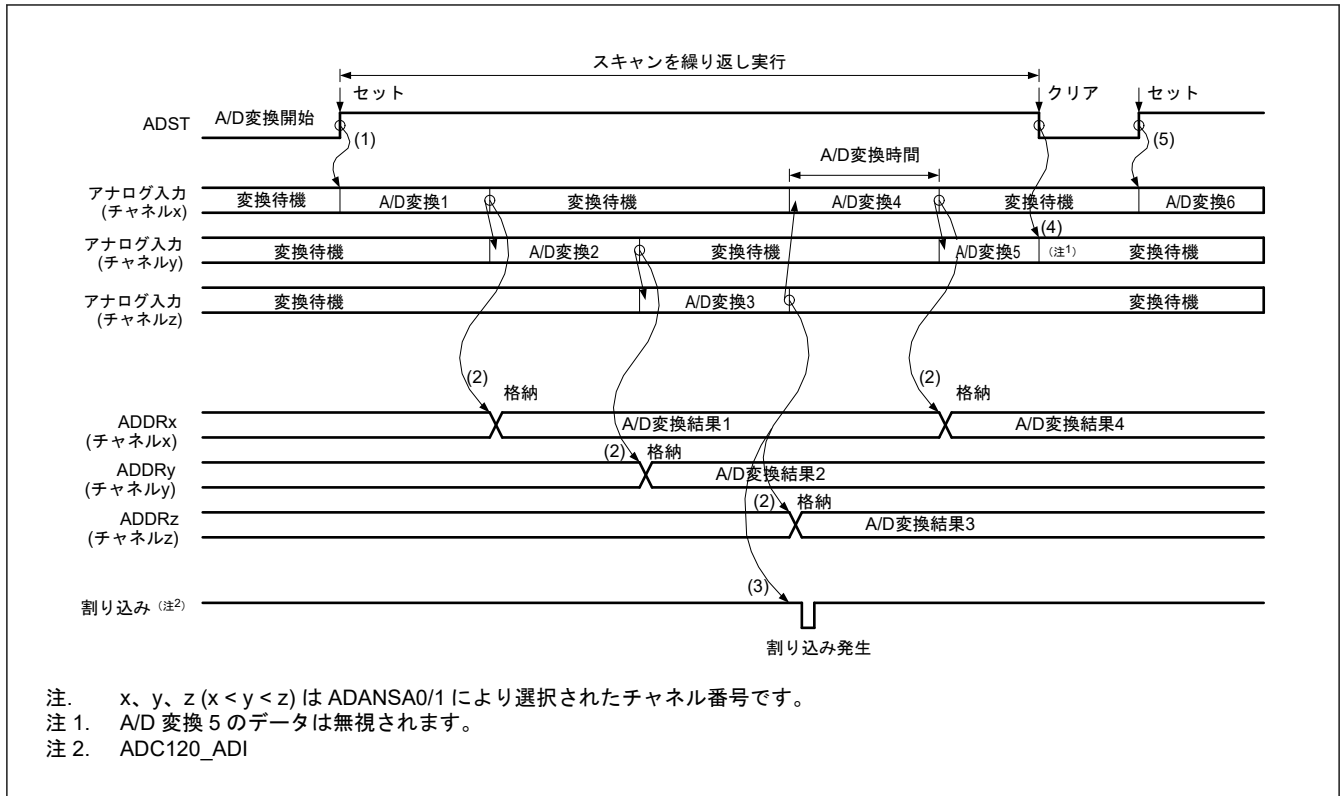 スキャンを繰り返し実行
セット
クリア
セット
ADST
A/D変換開始
(1)
(5)
A/D変換時間
アナログ入力
(チャネルx)
変換待機
A/D変換1
変換待機
A/D変換4
変換待機
A/D変換6
(4)
アナログ入力
(チャネルy)
変換待機
A/D変換2
変換待機
A/D変換5
(注1)
変換待機
アナログ入力
(チャネルz)
変換待機
A/D変換3
変換待機
(2)
格納
(2)
格納
ADDRx
(チャネルx)
A/D変換結果1
A/D変換結果4
(2)
格納
ADDRy
(チャネルy)
A/D変換結果2
(2)
格納
ADDRz
(チャネルz)
A/D変換結果3
(3)
割り込み (注2)
割り込み発生
注. x、y、z (x < y < z) は ADANSA0/1 により選択されたチャネル番号です。
注 1. A/D 変換 5 のデータは無視されます。
注 2. ADC120_ADI